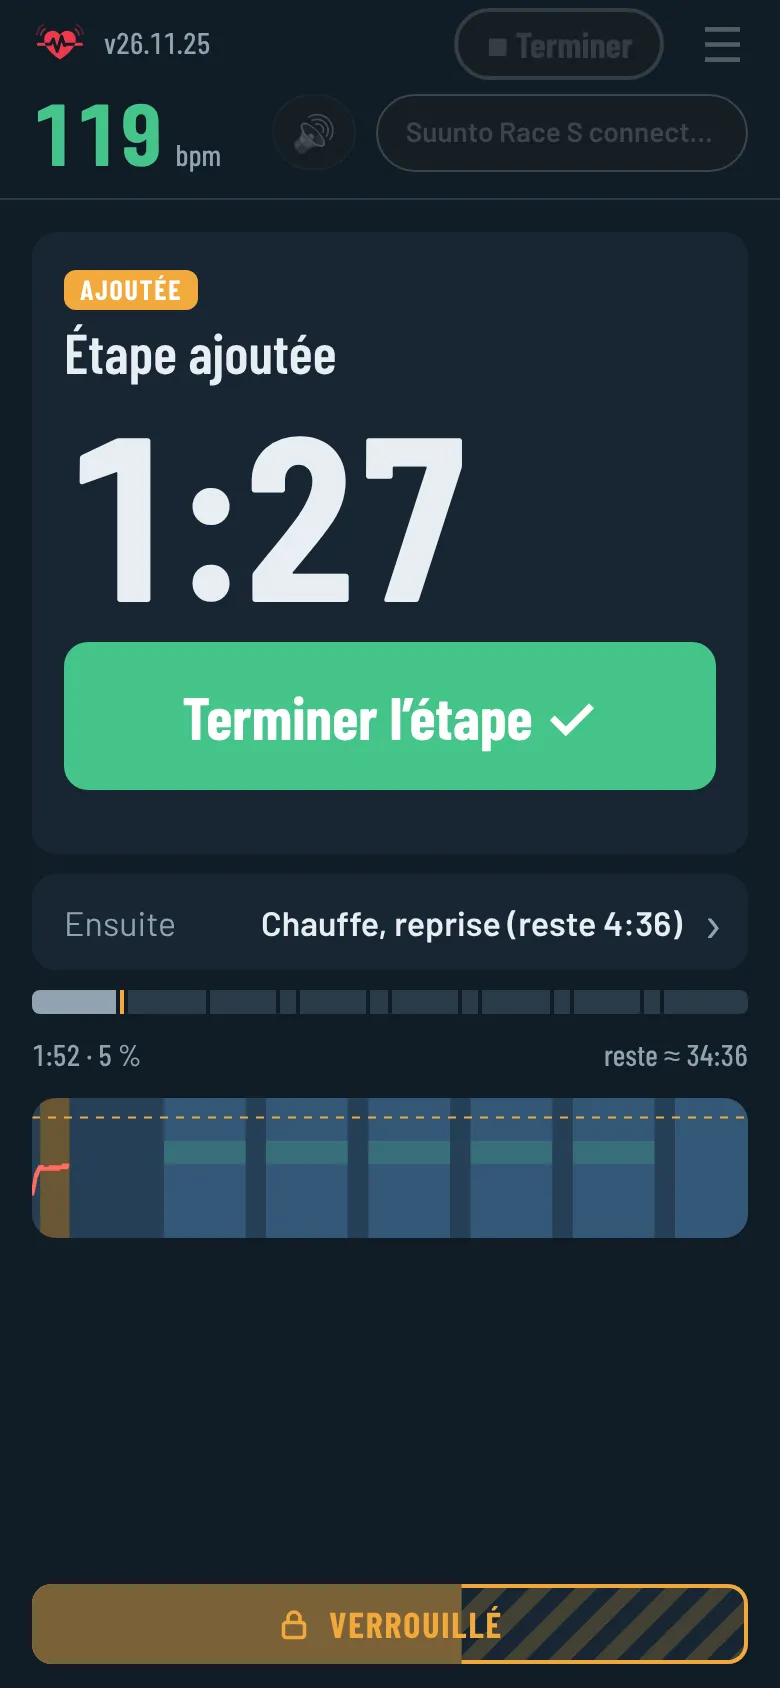 v26.11.25
■ Terminer
119 bpm
Suunto Race S connect...
AJOUTÉE
Étape ajoutée
1:27
Terminer l’étape ✓
Ensuite
Chauffe, reprise (reste 4:36) ›
1:52 · 5 %
reste ≈ 34:36
VERROUILLÉ